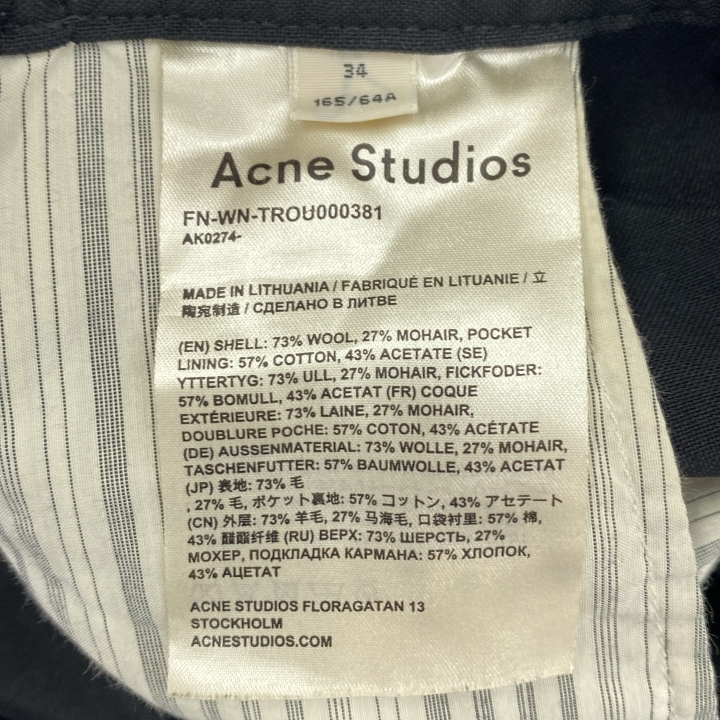 34
165/64A
Acne Studios
FN-WN-TROU000381
AK0274-
MADE IN LITHUANIA / FABRIQUÉ EN LITUANIE / 立
陶宛制造 / СДЕЛАНО В ЛИТВЕ
(EN) SHELL: 73% WOOL, 27% MOHAIR, POCKET
LINING: 57% COTTON, 43% ACETATE (SE)
YTTERTYG: 73% ULL, 27% MOHAIR, FICKFODER:
57% BOMULL, 43% ACETAT (FR) COQUE
EXTÉRIEURE: 73% LAINE, 27% MOHAIR,
DOUBLURE POCHE: 57% COTON, 43% ACÉTATE
(DE) AUSSENMATERIAL: 73% WOLLE, 27% MOHAIR,
TASCHENFUTTER: 57% BAUMWOLLE, 43% ACETAT
(JP) 表地: 73% 毛
, 27% 毛, ポケット裏地: 57% コットン, 43% アセテート
(CN) 外层: 73% 羊毛, 27% 马海毛, 口袋衬里: 57% 棉,
43% 醋酯纤维 (RU) ВЕРХ: 73% ШЕРСТЬ, 27%
МОХЕР, ПОДКЛАДКА КАРМАНА: 57% ХЛОПОК,
43% АЦЕТАТ
ACNE STUDIOS FLORAGATAN 13
STOCKHOLM
ACNESTUDIOS.COM